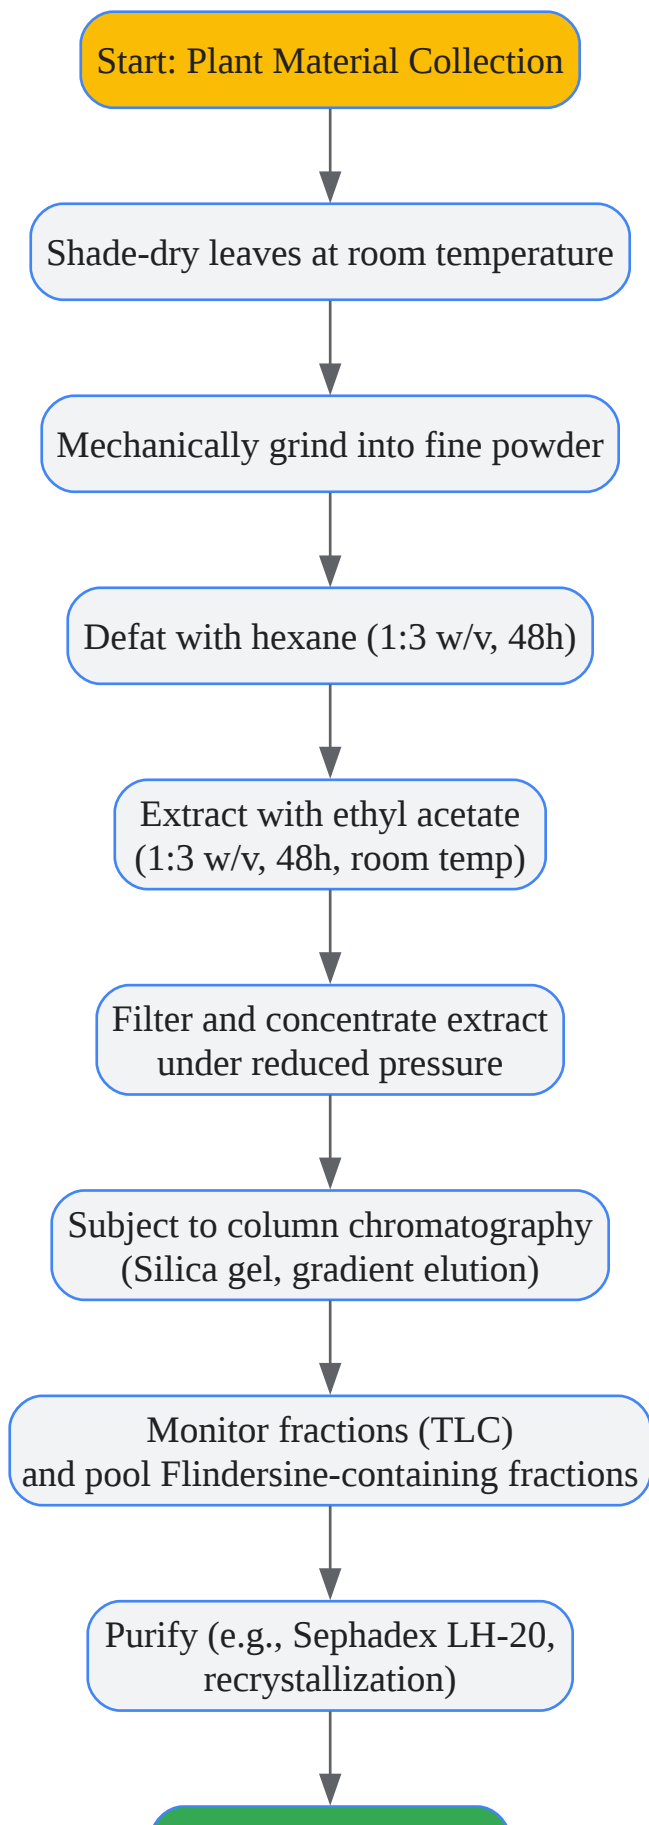 Start: Plant Material Collection
Shade-dry leaves at room temperature
Mechanically grind into fine powder
Defat with hexane (1:3 w/v, 48h)
Extract with ethyl acetate
(1:3 w/v, 48h, room temp)
Filter and concentrate extract
under reduced pressure
Subject to column chromatography
(Silica gel, gradient elution)
Monitor fractions (TLC)
and pool Flindersine-containing fractions
Purify (e.g., Sephadex LH-20,
recrystallization)